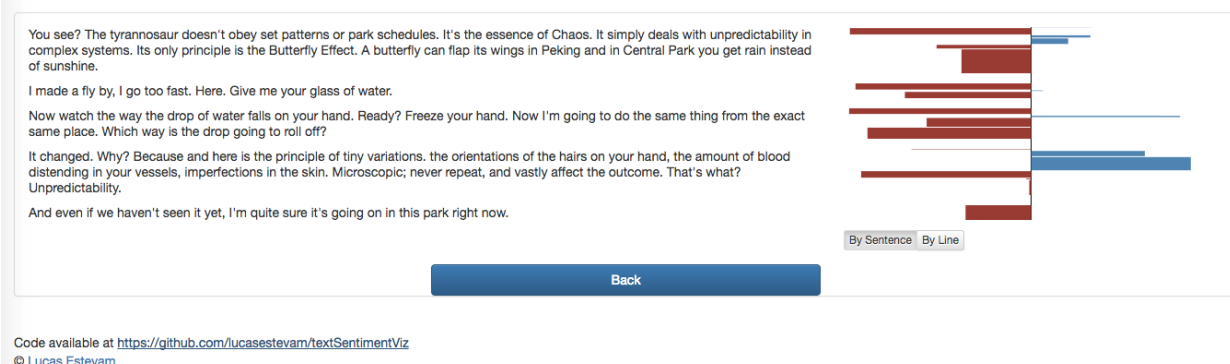 You see? The tyrannosaur doesn't obey set patterns or park schedules. It's the essence of Chaos. It simply deals with unpredictability in
complex systems. Its only principle is the Butterfly Effect. A butterfly can flap its wings in Peking and in Central Park you get rain instead
of sunshine.
I made a fly by, I go too fast. Here. Give me your glass of water.
Now watch the way the drop of water falls on your hand. Ready? Freeze your hand. Now I'm going to do the same thing from the exact
same place. Which way is the drop going to roll off?
It changed. Why? Because and here is the principle of tiny variations. the orientations of the hairs on your hand, the amount of blood
distending in your vessels, imperfections in the skin. Microscopic; never repeat, and vastly affect the outcome. That's what?
Unpredictability.
And even if we haven't seen it yet, I'm quite sure it's going on in this park right now.
By Sentence By Line
Back
Code available at https://github.com/lucasestevam/textSentimentViz
© Lucas Estevam